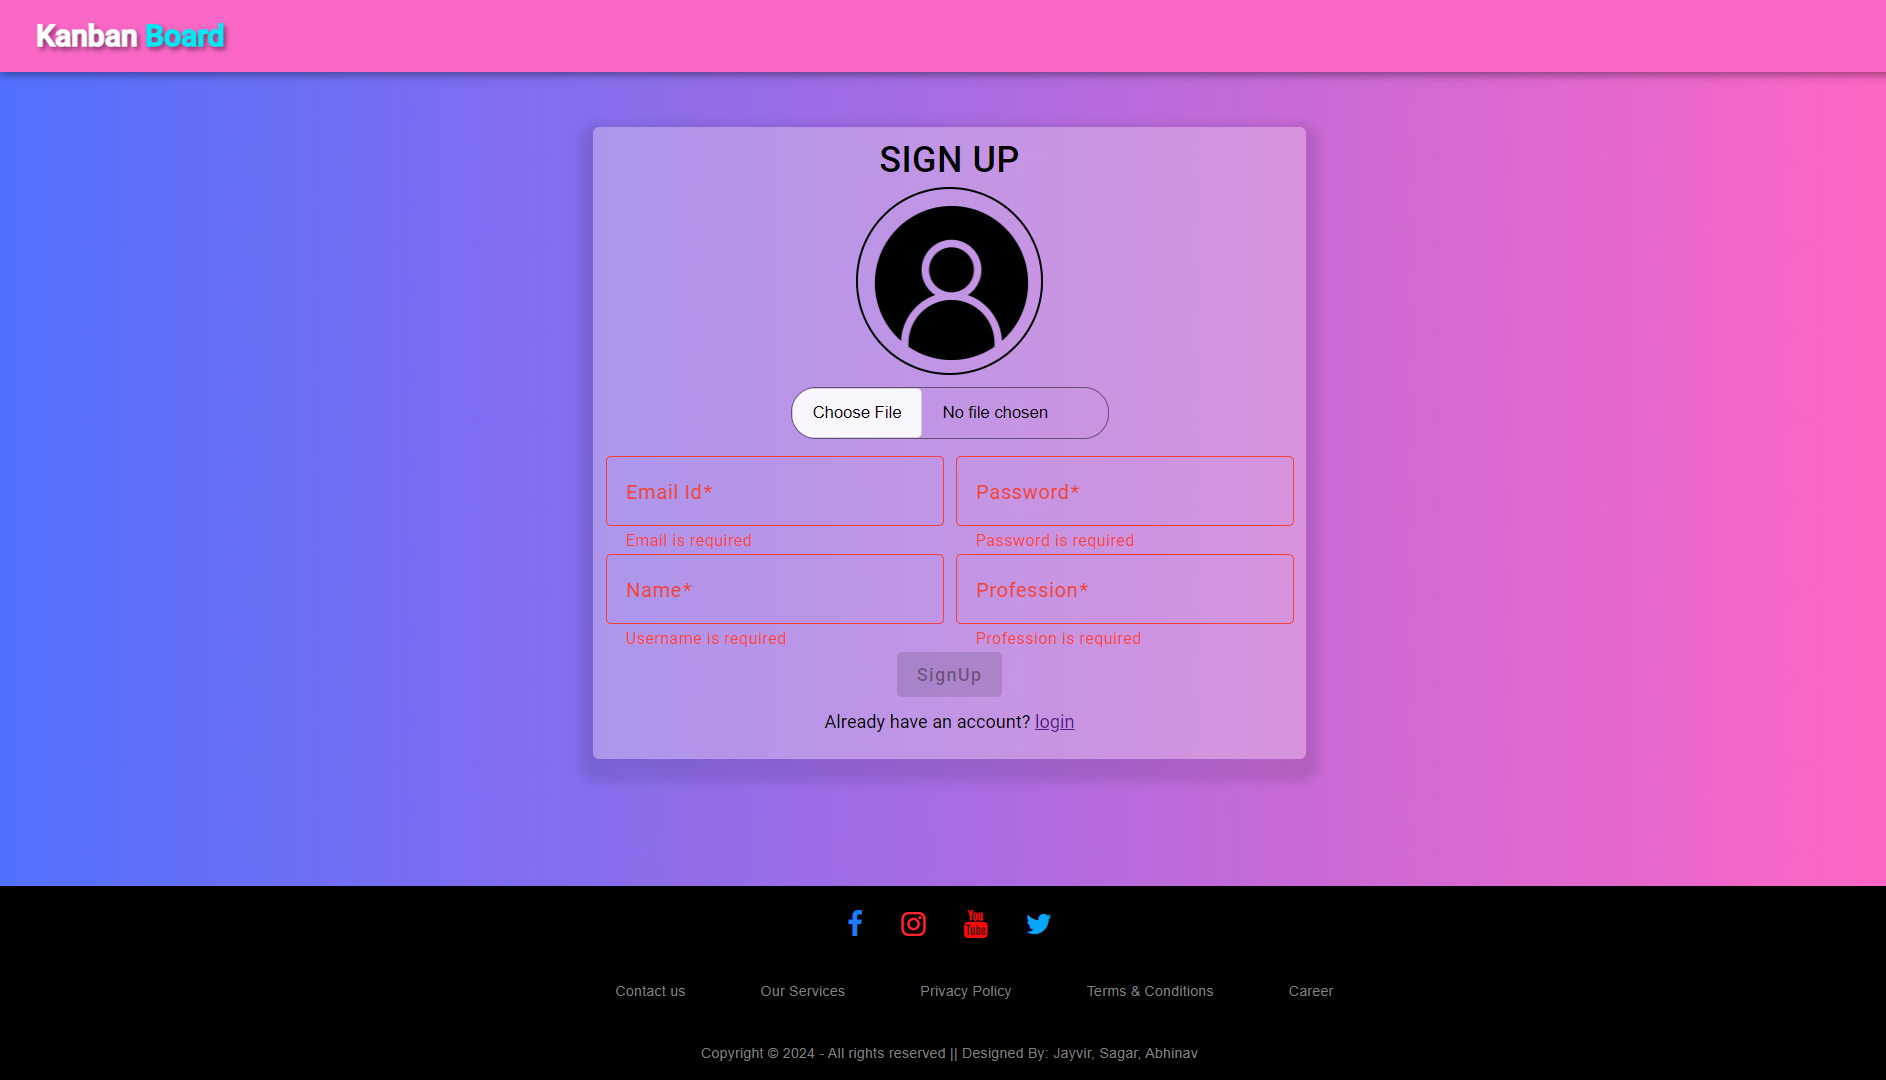 Kanban Board
SIGN UP
Choose File No file chosen
Email Id* Password*
Email is required Password is required
Name* Profession*
Username is required Profession is required
SignUp
Already have an account? login
You Tube
Contact us Our Services Privacy Policy Terms & Conditions Career
Copyright © 2024 - All rights reserved || Designed By: Jayvir, Sagar, Abhinav